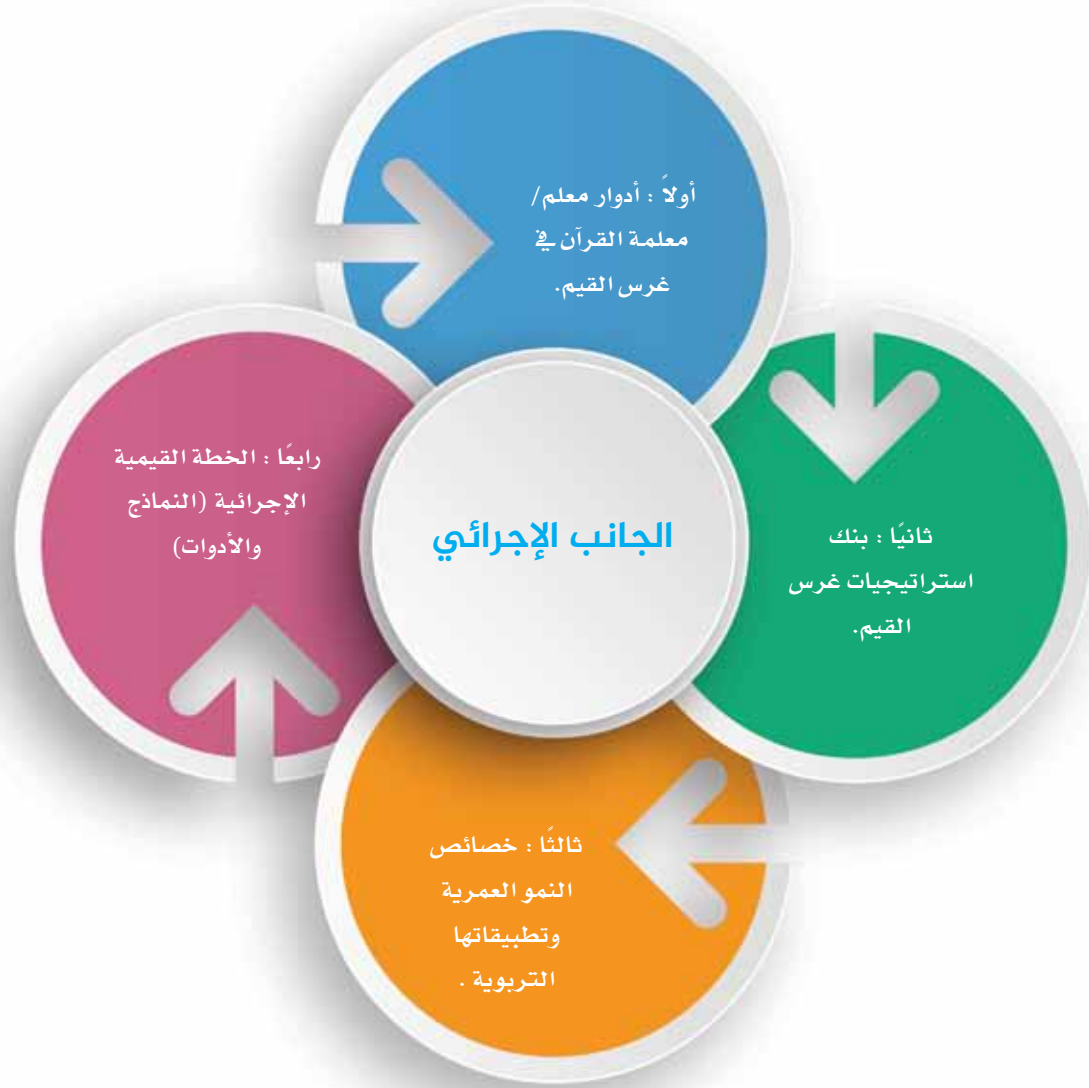 الجانب الإجرائي
أولاً : أدوار معلم/
معلمة القرآن في
غرس القيم.
ثانيًا : بنك
استراتيجيات غرس
القيم.
ثالثًا : خصائص
النمو العمرية
وتطبيقاتها
التربوية .
رابعًا : الخطة القيمية
الإجرائية (النماذج
والأدوات)